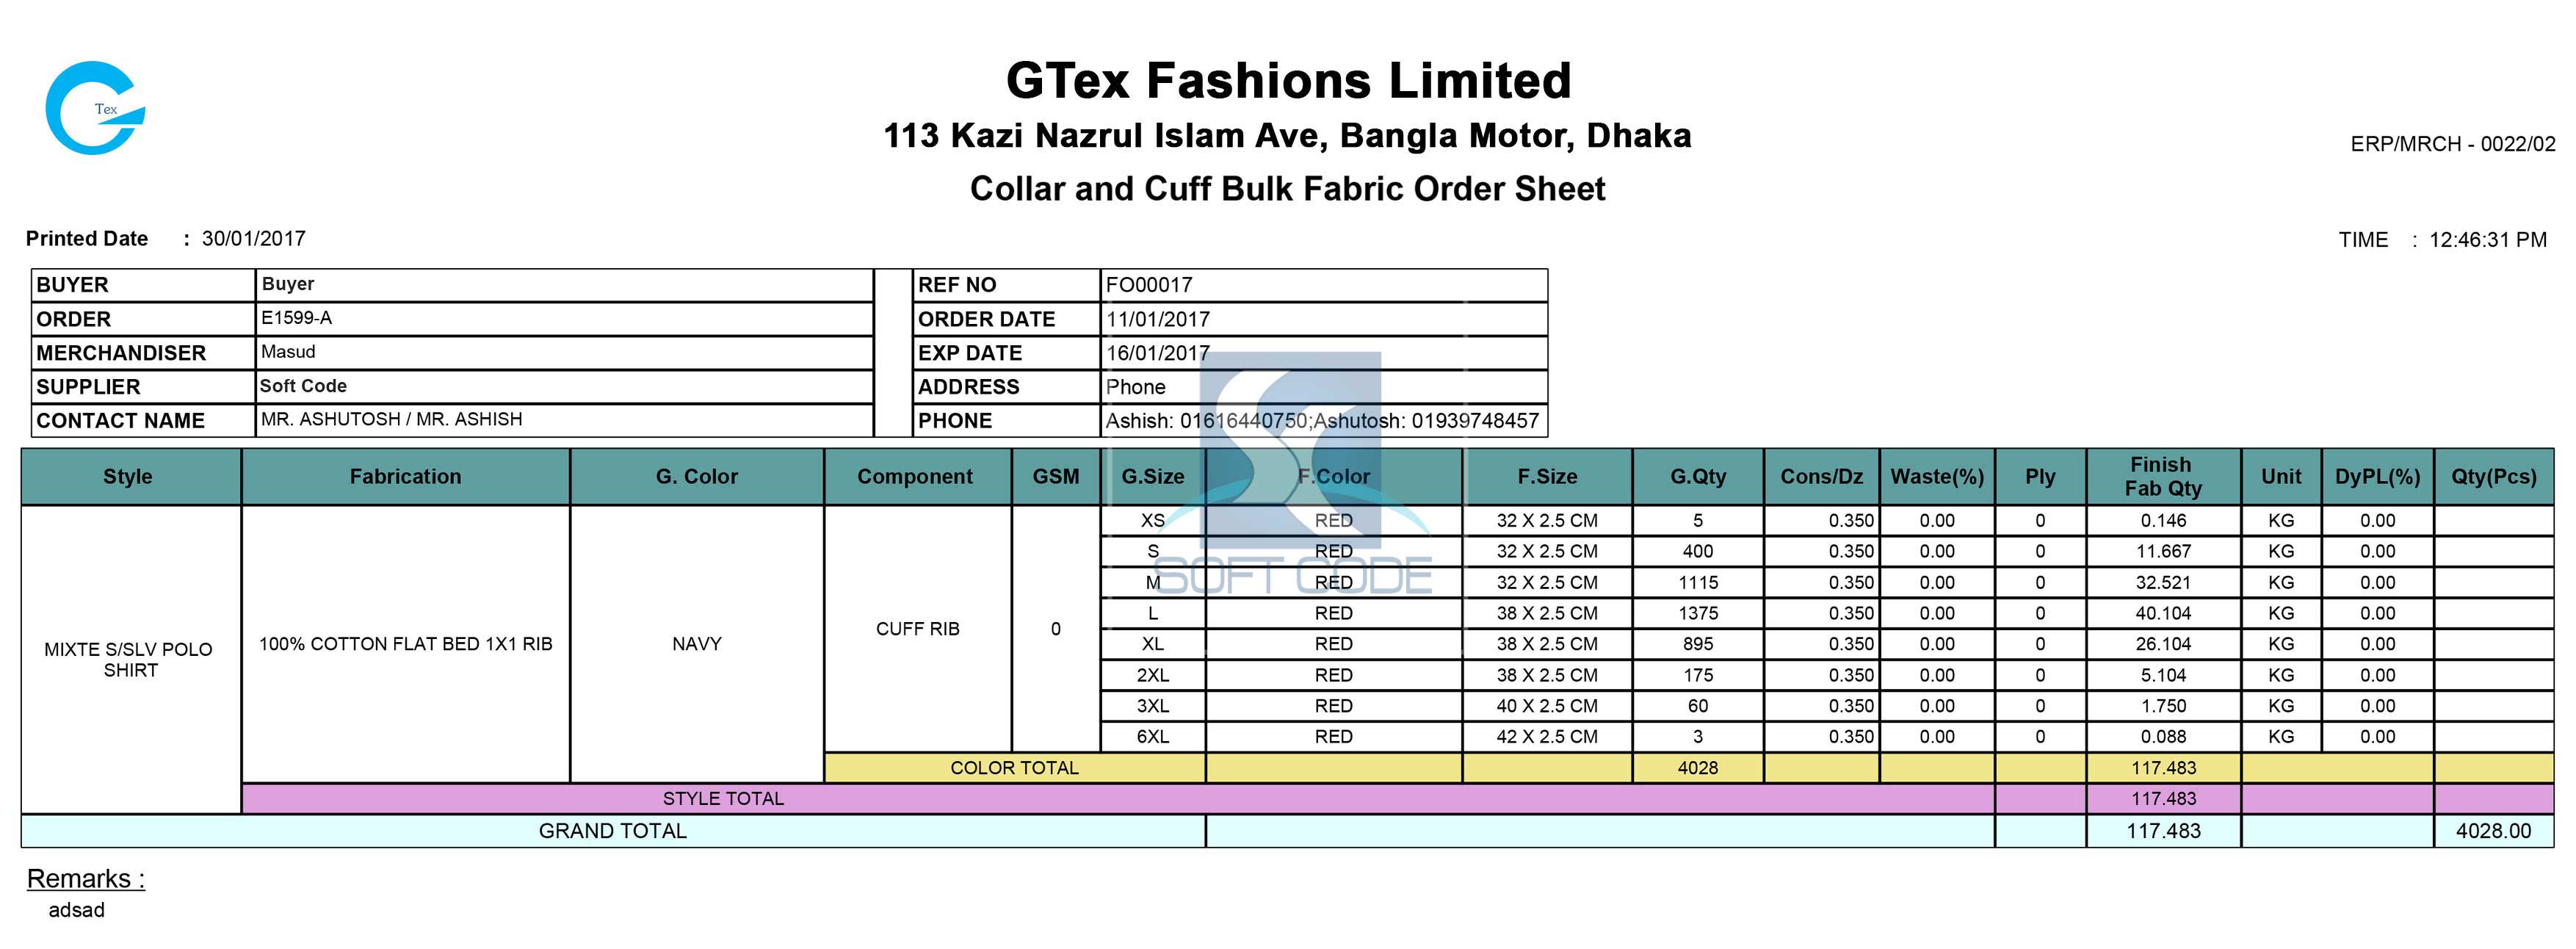 Tex
GTex Fashions Limited
113 Kazi Nazrul Islam Ave, Bangla Motor, Dhaka
ERP/MRCH - 0022/02
Collar and Cuff Bulk Fabric Order Sheet
Printed Date : 30/01/2017 TIME : 12:46:31 PM
BUYER Buyer REF NO FO00017
ORDER E1599-A ORDER DATE 11/01/2017
MERCHANDISER Masud EXP DATE 16/01/2017
SUPPLIER Soft Code ADDRESS Phone
CONTACT NAME MR. ASHUTOSH / MR. ASHISH PHONE Ashish: 01616440750;Ashutosh: 01939748457
Style Fabrication G. Color Component GSM G.Size F.Color F.Size G.Qty Cons/Dz Waste(%) Ply Finish Fab Qty Unit DyPL(%) Qty(Pcs)
XS RED 32 X 2.5 CM 5 0.350 0.00 0 0.146 KG 0.00
S RED 32 X 2.5 CM 400 0.350 0.00 0 11.667 KG 0.00
SOFT CODE
M RED 32 X 2.5 CM 1115 0.350 0.00 0 32.521 KG 0.00
L RED 38 X 2.5 CM 1375 0.350 0.00 0 40.104 KG 0.00
MIXTE S/SLV POLO SHIRT 100% COTTON FLAT BED 1X1 RIB NAVY CUFF RIB 0 XL RED 38 X 2.5 CM 895 0.350 0.00 0 26.104 KG 0.00
2XL RED 38 X 2.5 CM 175 0.350 0.00 0 5.104 KG 0.00
3XL RED 40 X 2.5 CM 60 0.350 0.00 0 1.750 KG 0.00
6XL RED 42 X 2.5 CM 3 0.350 0.00 0 0.088 KG 0.00
COLOR TOTAL 4028 117.483
STYLE TOTAL 117.483
GRAND TOTAL 117.483 4028.00
Remarks :
adsad